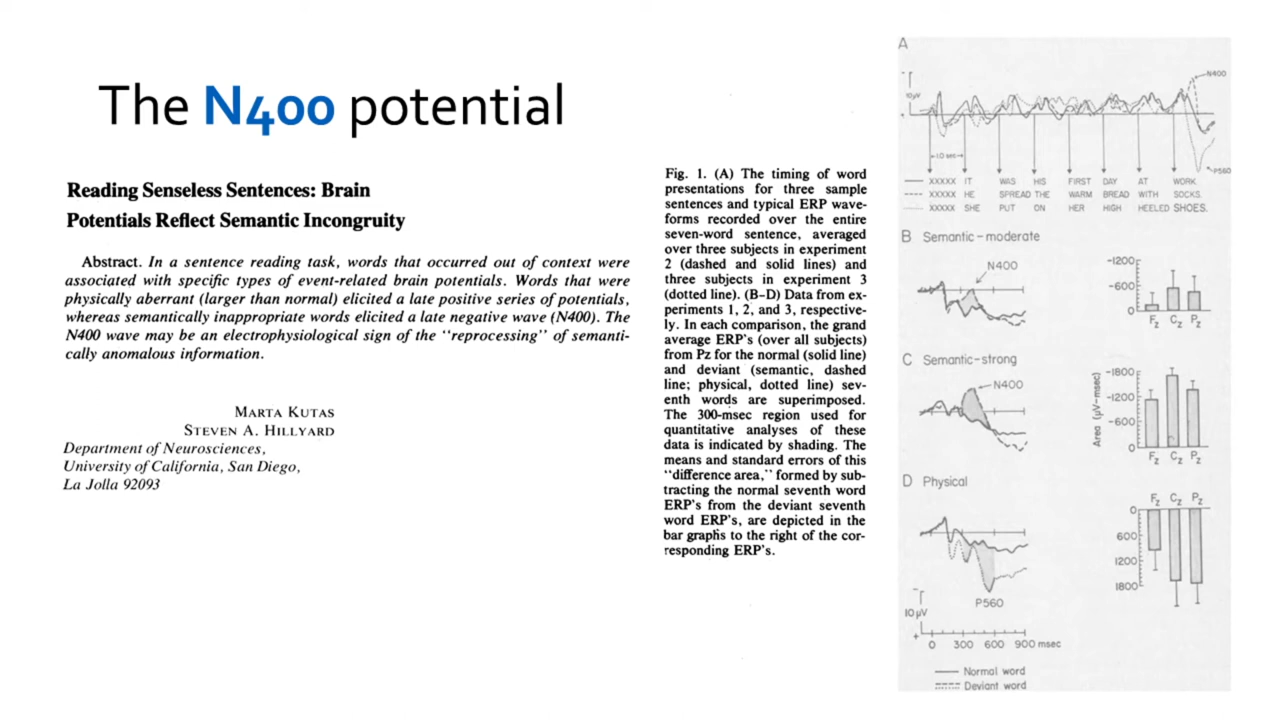 The N400 potential
Reading Senseless Sentences: Brain
Potentials Reflect Semantic Incongruity
Abstract. In a sentence reading task, words that occurred out of context were
associated with specific types of event-related brain potentials. Words that were
physically aberrant (larger than normal) elicited a late positive series of potentials,
whereas semantically inappropriate words elicited a late negative wave (N400). The
N400 wave may be an electrophysiological sign of the "reprocessing" of semanti-
cally anomalous information.
MARTA KUTAS
STEVEN A. HILLYARD
Department of Neurosciences,
University of California, San Diego,
La Jolla 92093
Fig. 1. (A) The timing of word
presentations for three sample
sentences and typical ERP wave-
forms recorded over the entire
seven-word sentence, averaged
over three subjects in experiment
2 (dashed and solid lines) and
three subjects in experiment 3
(dotted line). (B-D) Data from ex-
periments 1, 2, and 3, respective-
ly. In each comparison, the grand
average ERP's (over all subjects)
from Pz for the normal (solid line)
and deviant (semantic, dashed
line; physical, dotted line) sev-
enth words are superimposed.
The 300-msec region used for
quantitative analyses of these
data is indicated by shading. The
means and standard errors of this
"difference area," formed by sub-
tracting the normal seventh word
ERP's from the deviant seventh
word ERP's, are depicted in the
bar graphs to the right of the cor-
responding ERP's.
A
N400
10 µV
1.0 sec
P560
XXXXX IT WAS HIS FIRST DAY AT WORK.
XXXXX HE SPREAD THE WARM BREAD WITH SOCKS.
XXXXX SHE PUT ON HER HIGH HEELED SHOES.
B Semantic-moderate
N400
-1200
-600
0
Fz Cz Pz
C Semantic-strong
N400
Area (µV-msec)
-1800
-1200
-600
0
Fz Cz Pz
D Physical
Fz Cz Pz
0
600
1200
1800
P560
10 µV
0 300 600 900 msec
Normal word
Deviant word